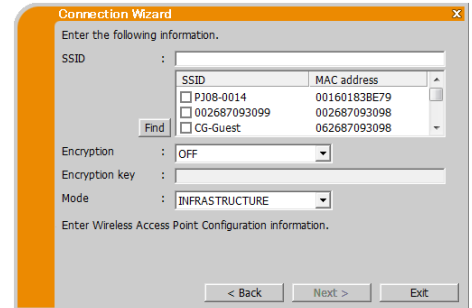 Connection Wizard
Enter the following information.
SSID :
SSID MAC address
PJ08-0014 00160183BE79
002687093099 062687093098
CG-Guest 062687093098
Find
Encryption : OFF
Encryption key :
Mode : INFRASTRUCTURE
Enter Wireless Access Point Configuration information.
< Back Next > Exit